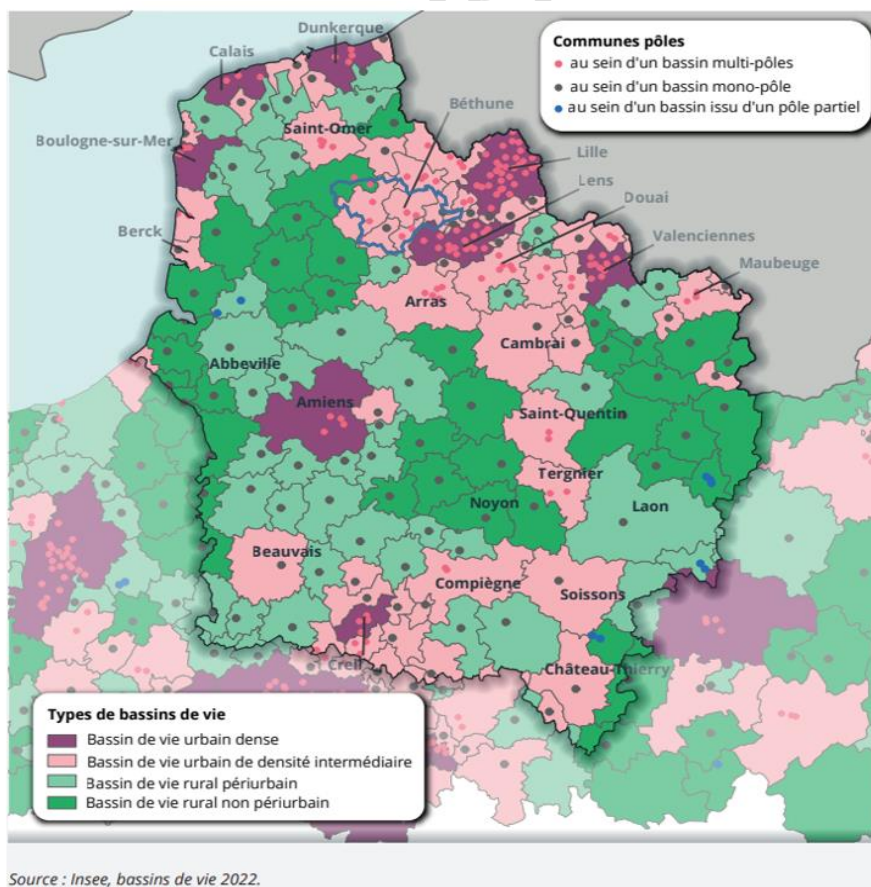 Dunkerque
Calais
Communes pôles
au sein d'un bassin multi-pôles
au sein d'un bassin mono-pôle
au sein d'un bassin issu d'un pôle partiel
Béthune
Saint-Omer
Boulogne-sur-Mer
Lille
Lens
Douai
Berck
Valenciennes
Maubeuge
Arras
Cambrai
Abbeville
Amiens
Saint-Quentin
Tergnier
Noyon
Laon
Beauvais
Compiègne
Soissons
Creil
Château-Thierry
Types de bassins de vie
Bassin de vie urbain dense
Bassin de vie urbain de densité intermédiaire
Bassin de vie rural périurbain
Bassin de vie rural non périurbain
Source : Insee, bassins de vie 2022.